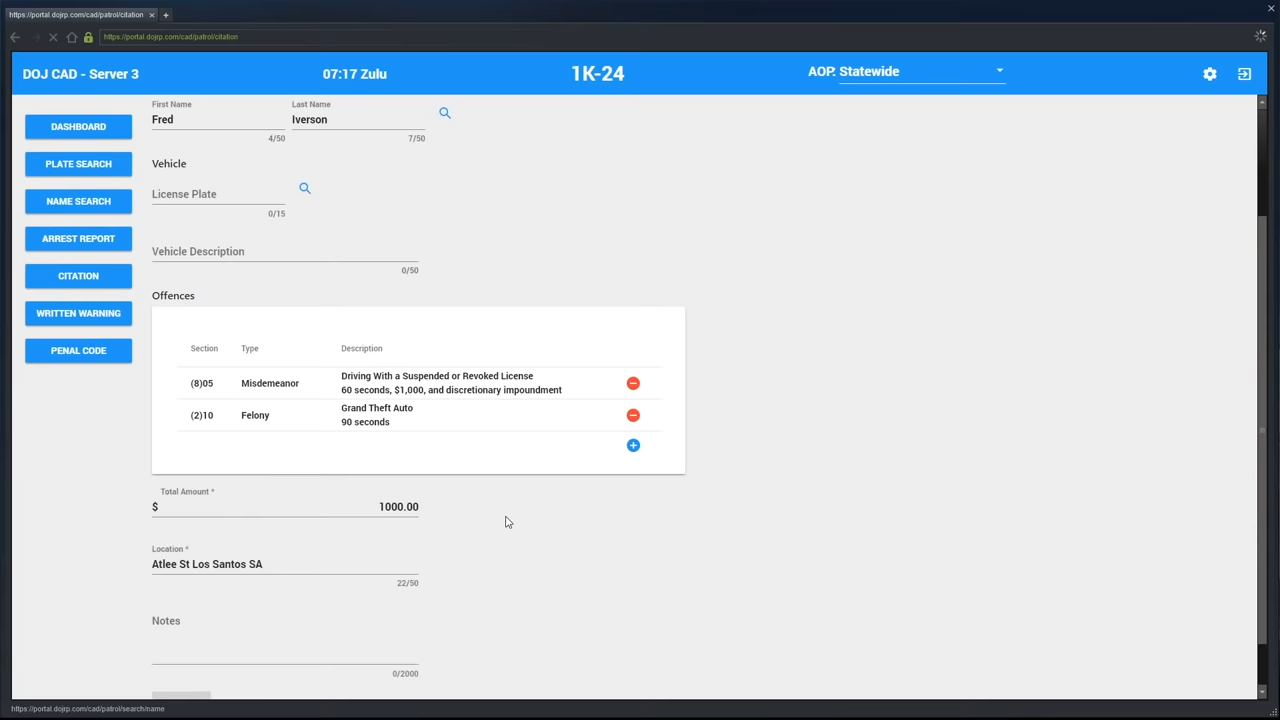 https://portal.dojrp.com/cad/patrol/citation
https://portal.dojrp.com/cad/patrol/citation
DOJ CAD - Server 3
07:17 Zulu
1K-24
AOP: Statewide
DASHBOARD
PLATE SEARCH
NAME SEARCH
ARREST REPORT
CITATION
WRITTEN WARNING
PENAL CODE
First Name
Last Name
Fred
Iverson
4/50
7/50
Vehicle
License Plate
0/15
Vehicle Description
0/50
Offences
Section Type Description
(8)05 Misdemeanor Driving With a Suspended or Revoked License
60 seconds, $1,000, and discretionary impoundment
(2)10 Felony Grand Theft Auto
90 seconds
Total Amount *
$ 1000.00
Location *
Atlee St Los Santos SA
22/50
Notes
0/2000
https://portal.dojrp.com/cad/patrol/search/name